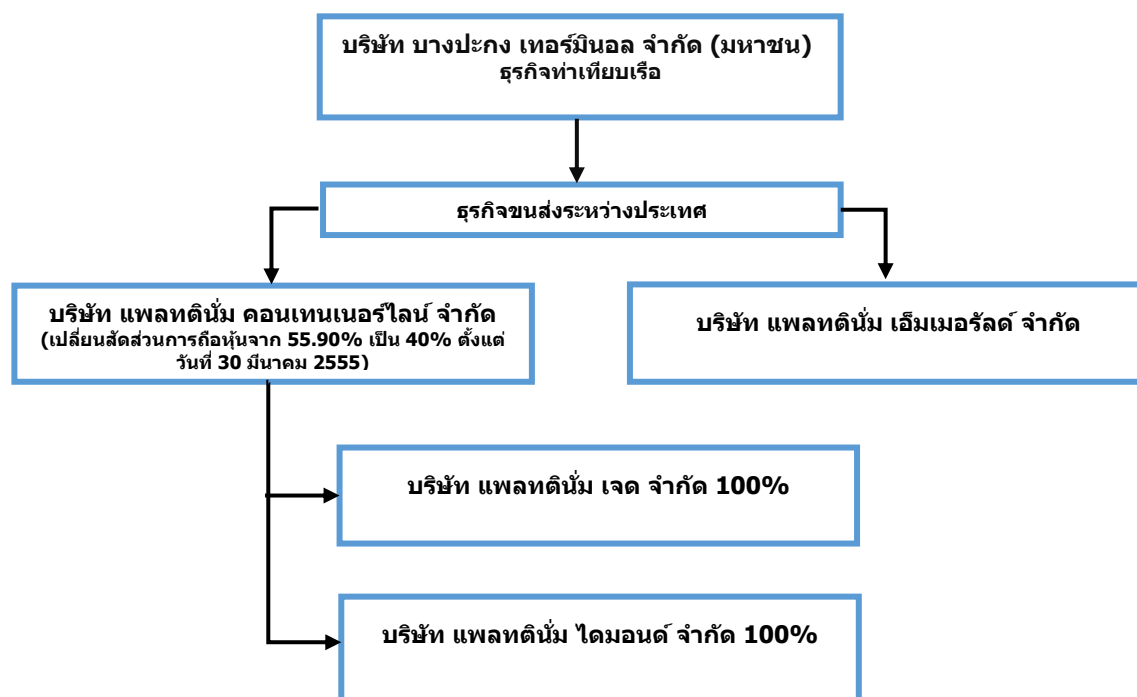 บริษัท บางปะกง เทอร์มินอล จำกัด (มหาชน)
ธุรกิจท่าเทียบเรือ
ธุรกิจขนส่งระหว่างประเทศ
บริษัท แพลทตินั่ม คอนเทนเนอร์ไลน์ จำกัด
(เปลี่ยนสัดส่วนการถือหุ้นจาก 55.90% เป็น 40% ตั้งแต่
วันที่ 30 มีนาคม 2555)
บริษัท แพลทตินั่ม เอ็มเมอรัลด์ จำกัด
บริษัท แพลทตินั่ม เจด จำกัด 100%
บริษัท แพลทตินั่ม ไดมอนด์ จำกัด 100%